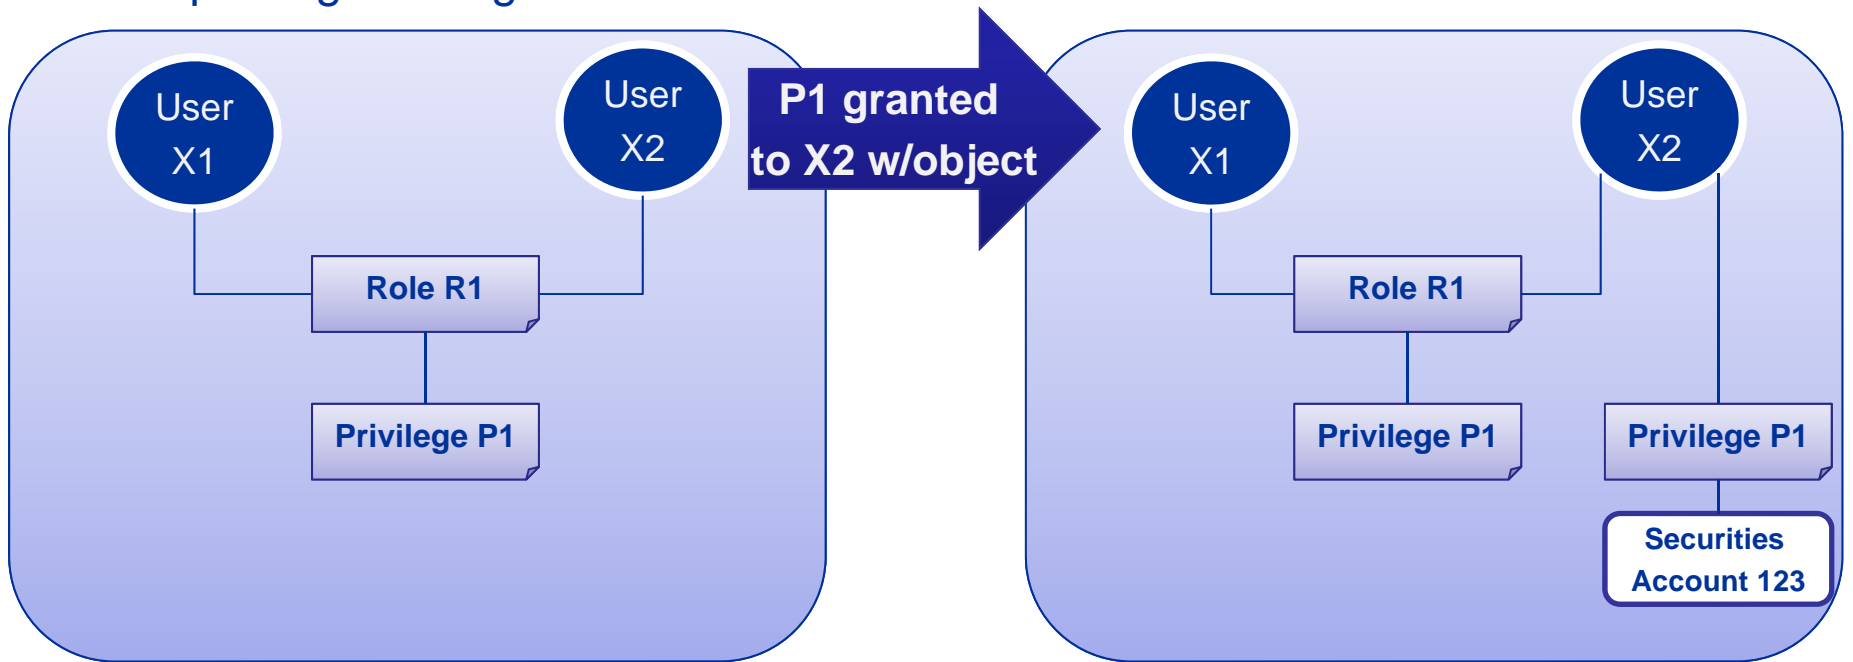 User
X1
User
X2
Role R1
Privilege P1
P1 granted
to X2 w/object
User
X1
User
X2
Role R1
Privilege P1
Privilege P1
Securities
Account 123